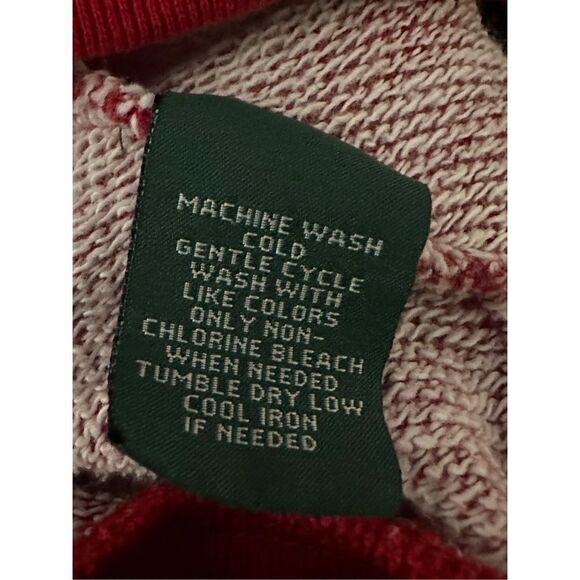 MACHINE WASH
COLD
GENTLE CYCLE
WASH WITH
LIKE COLORS
ONLY NON-
CHLORINE BLEACH
WHEN NEEDED
TUMBLE DRY LOW
COOL IRON
IF NEEDED